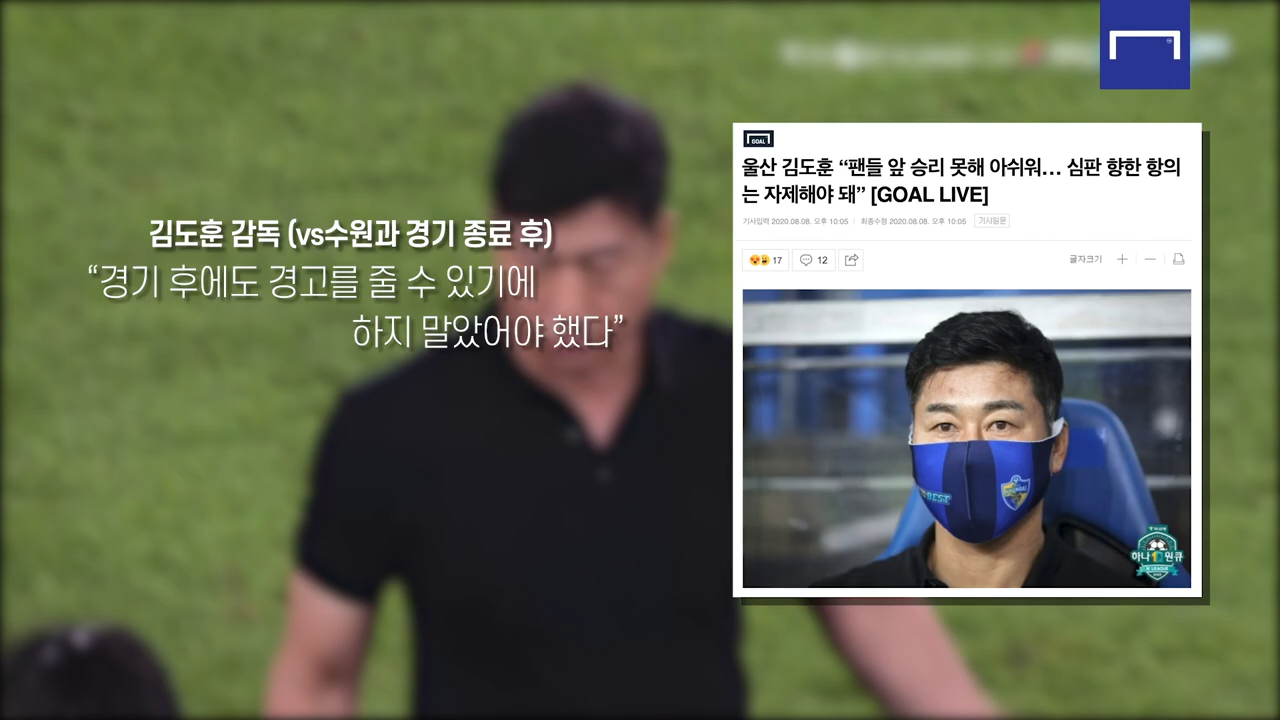 김도훈 감독 (vs수원과 경기 종료 후)
“경기 후에도 경고를 줄 수 있기에
하지 말았어야 했다”
GOAL
울산 김도훈 “팬들 앞 승리 못해 아쉬워… 심판 향한 항의
는 자제해야 돼” [GOAL LIVE]
기사입력 2020.08.08. 오후 10:05 최종수정 2020.08.08. 오후 10:05 기사원문
17 12 글자크기
하나 1 원큐
K LEAGUE